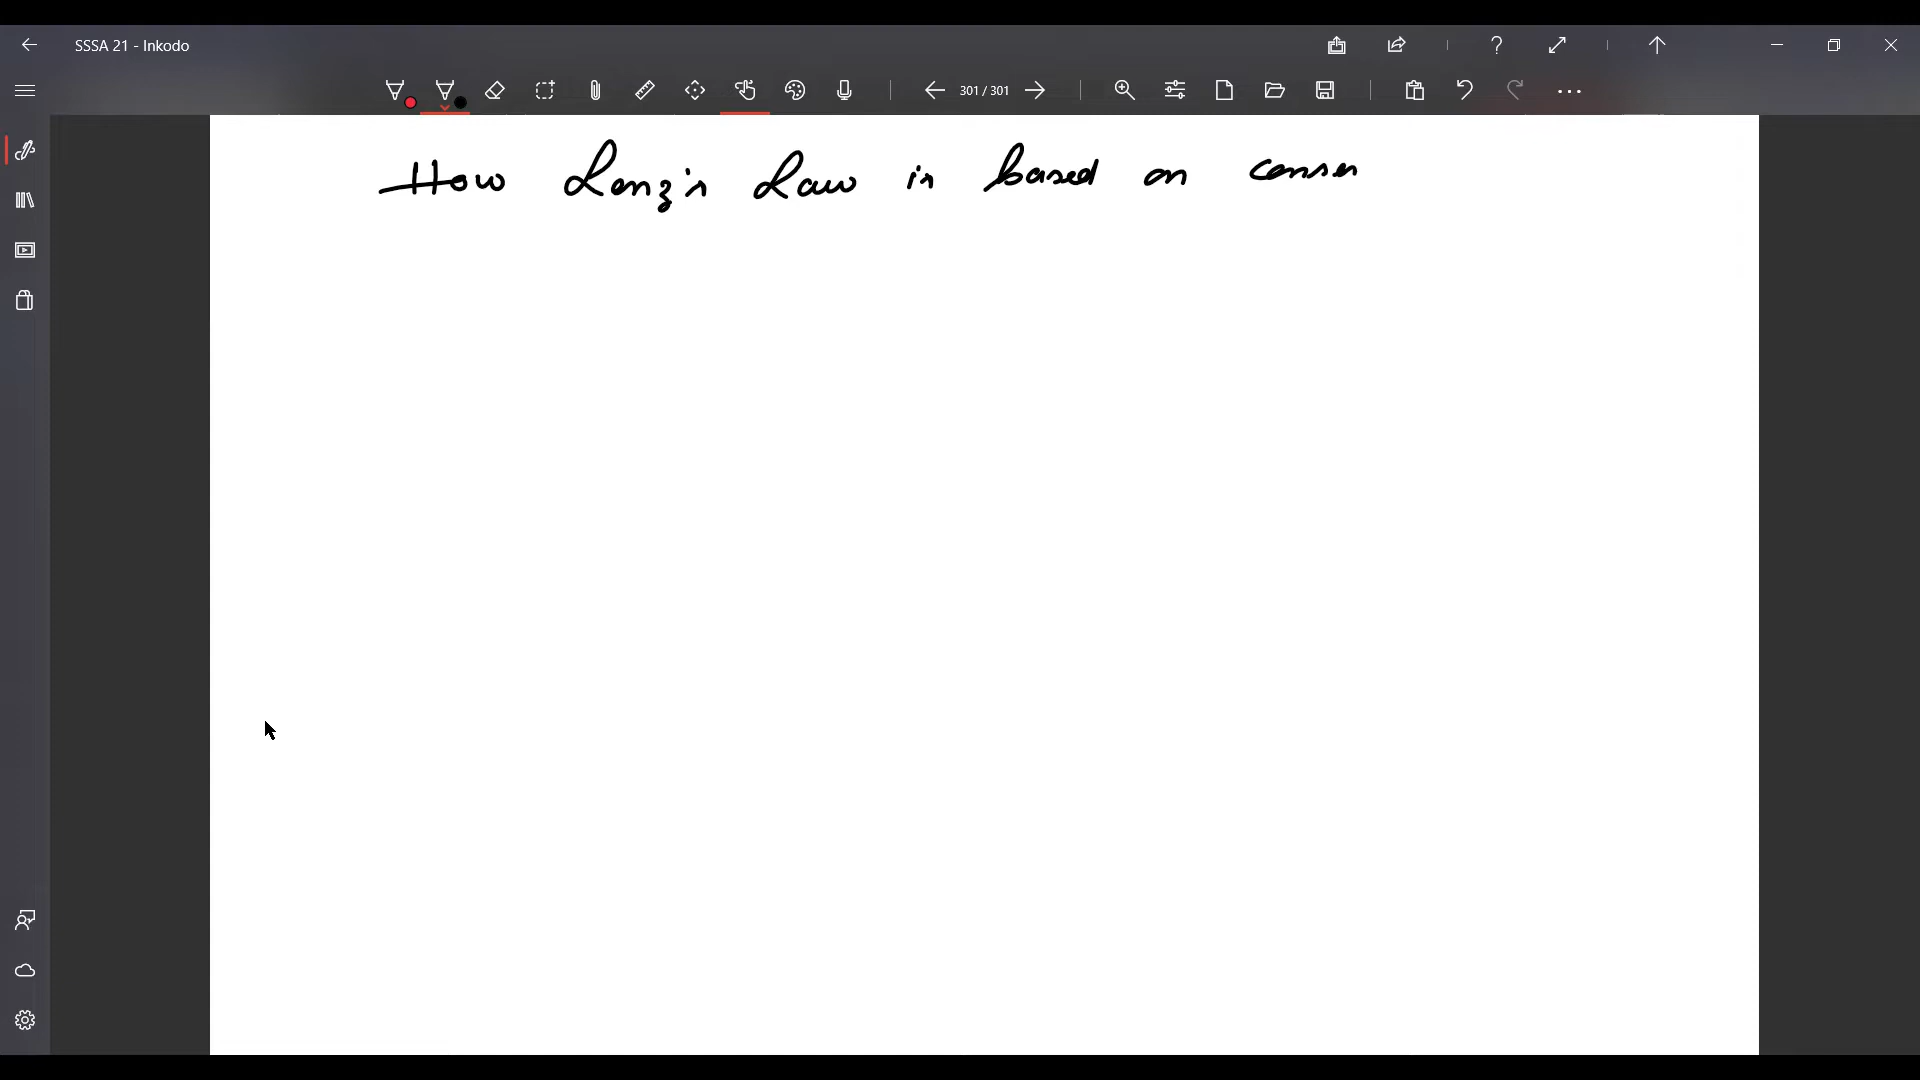 SSSA 21 - Inkodo
301 / 301
How Lenz's Law is based on conser